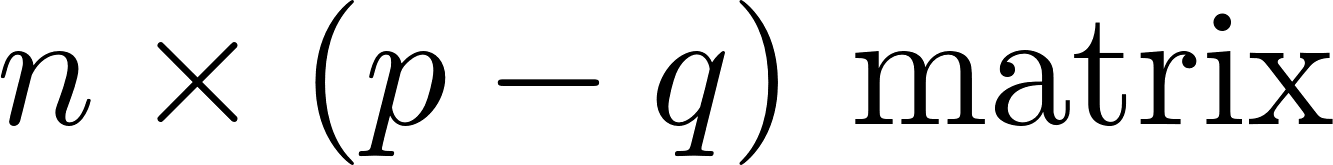 n × (p − q) matrix